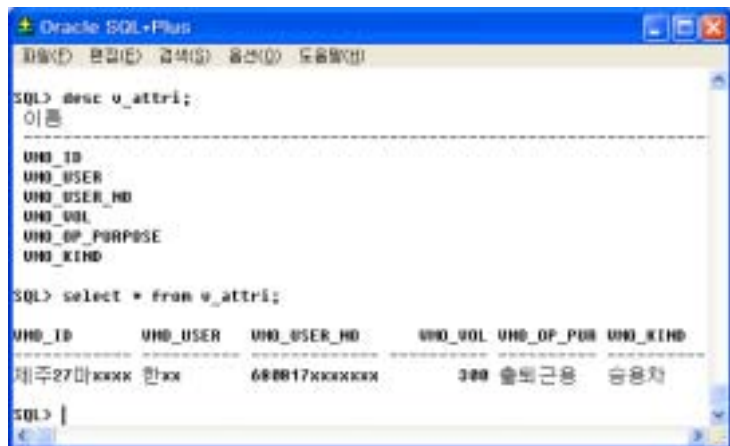 Oracle SQL*Plus
파일(F) 편집(E) 검색(S) 옵션(O) 도움말(H)
SQL> desc v_attri;
이름
VHO_ID
VHO_USER
VHO_USER_NO
VHO_VOL
VHO_OP_PURPOSE
VHO_KIND
SQL> select * from v_attri;
VHO_ID VHO_USER VHO_USER_NO VHO_VOL VHO_OP_PUR VHO_KIND
제주27마xxxx 한xx 680817xxxxxxx 300 출퇴근용 승용차
SQL>